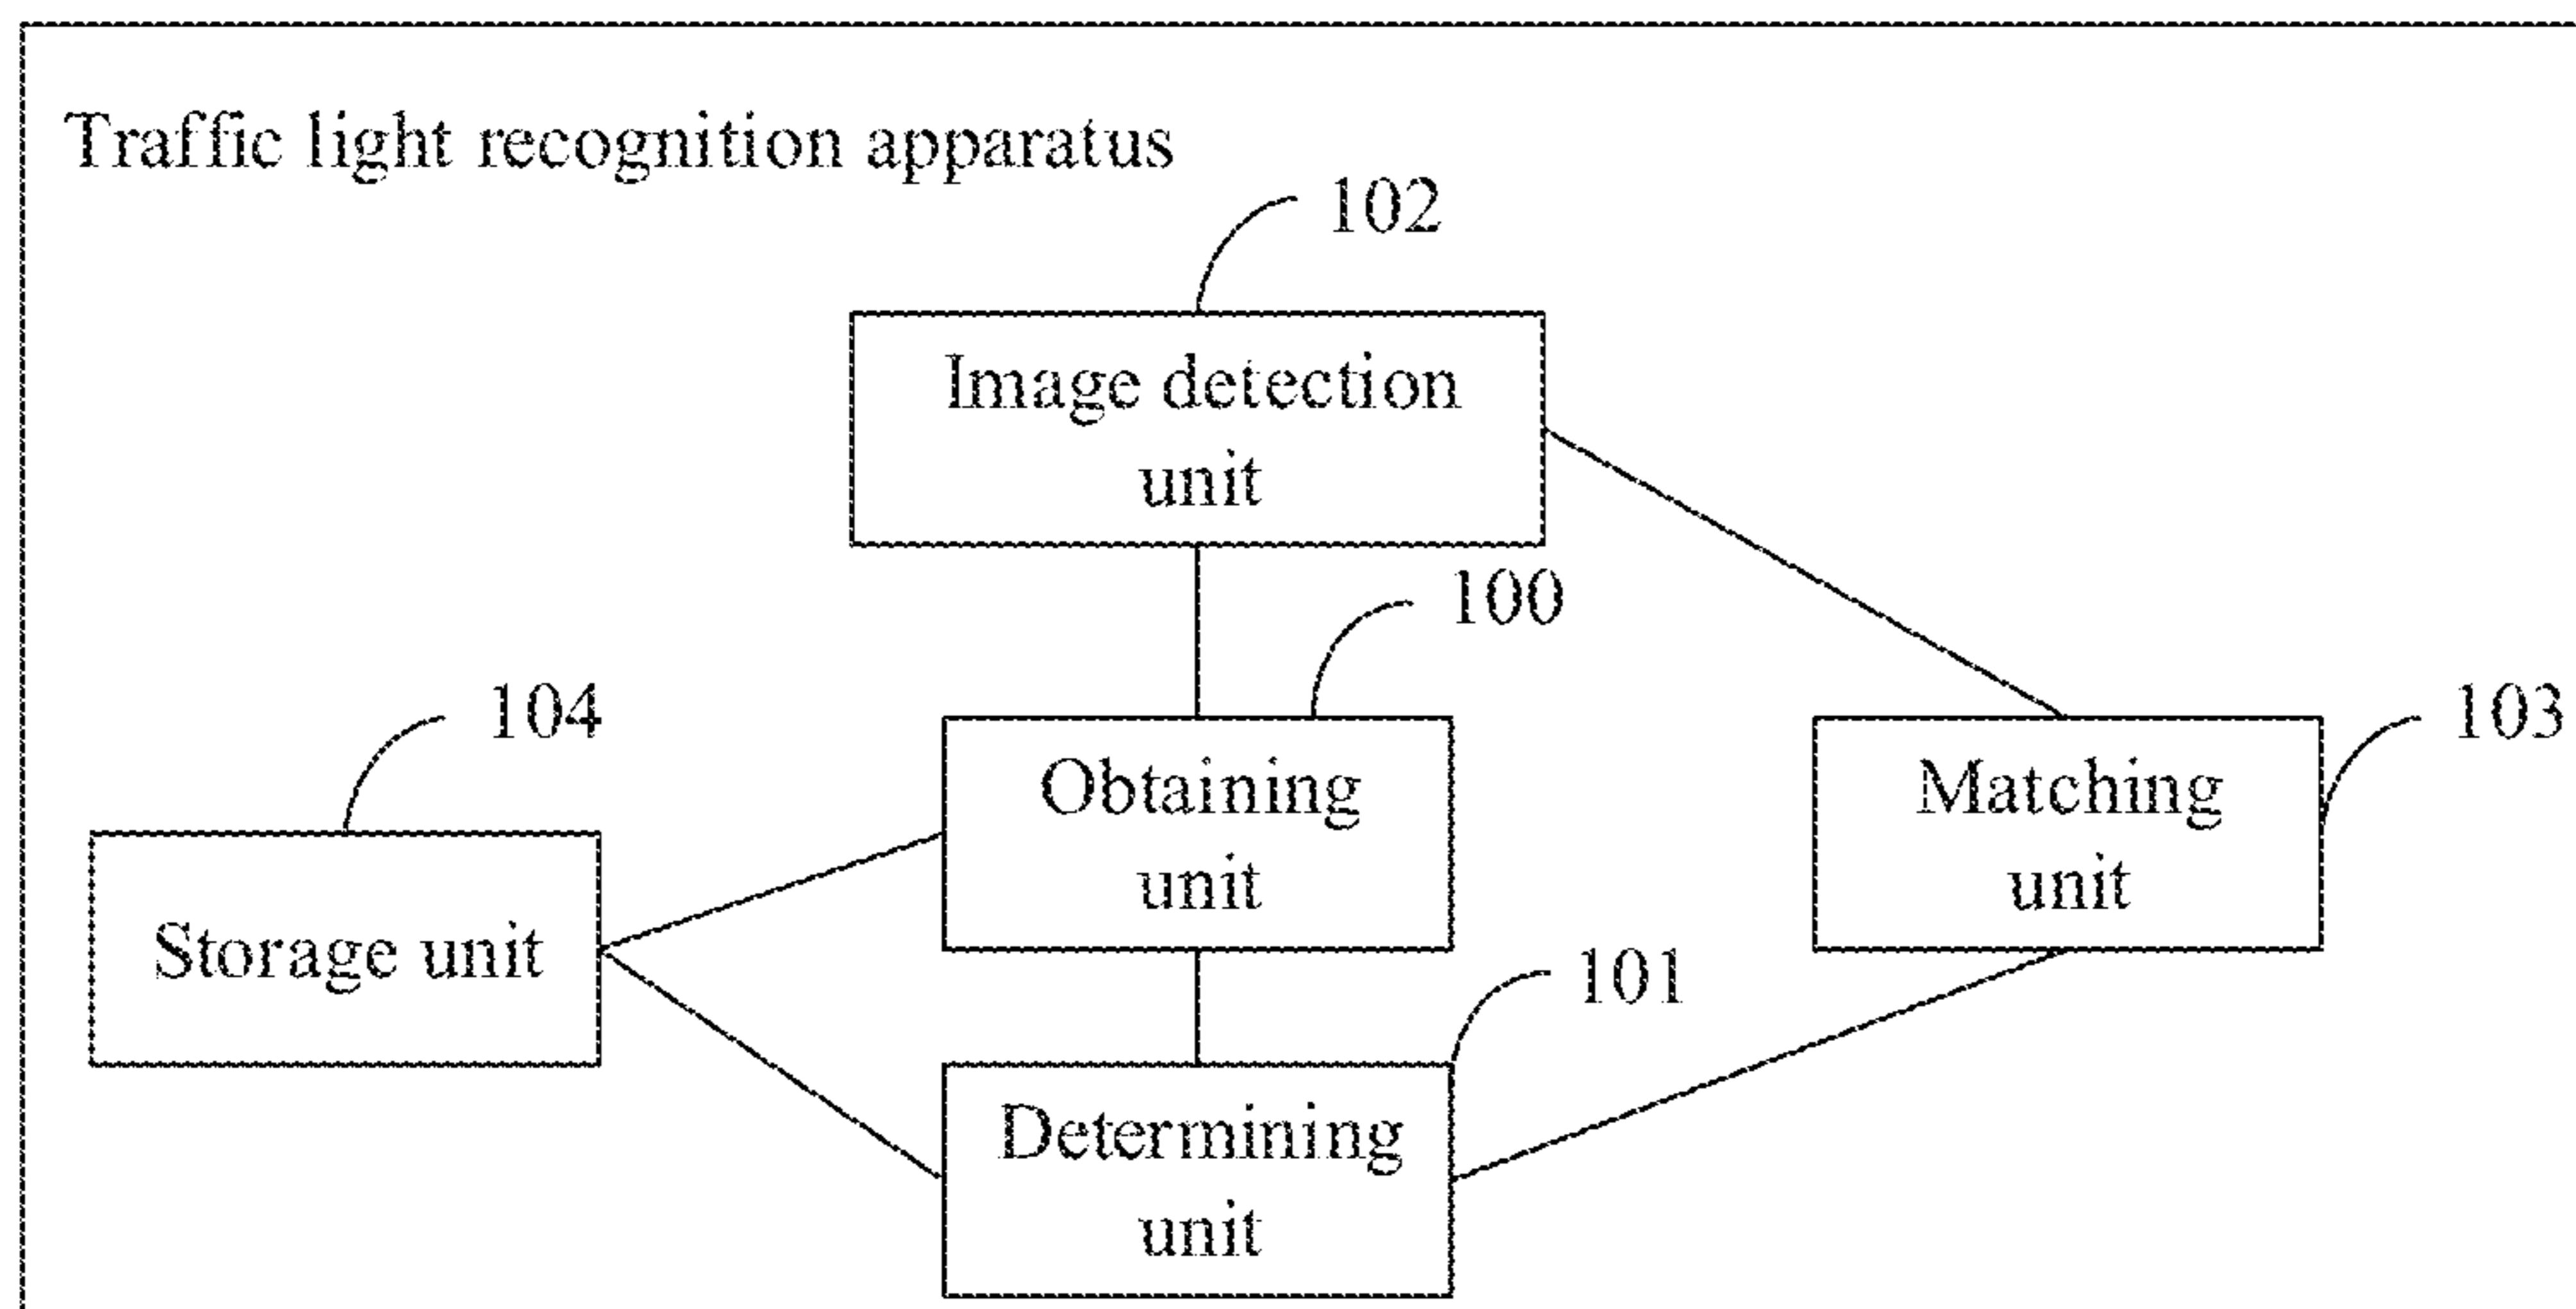 Traffic light recognition apparatus
102
Image detection
unit
100
104
103
Obtaining
unit
Matching
unit
Storage unit
101
Determining
unit